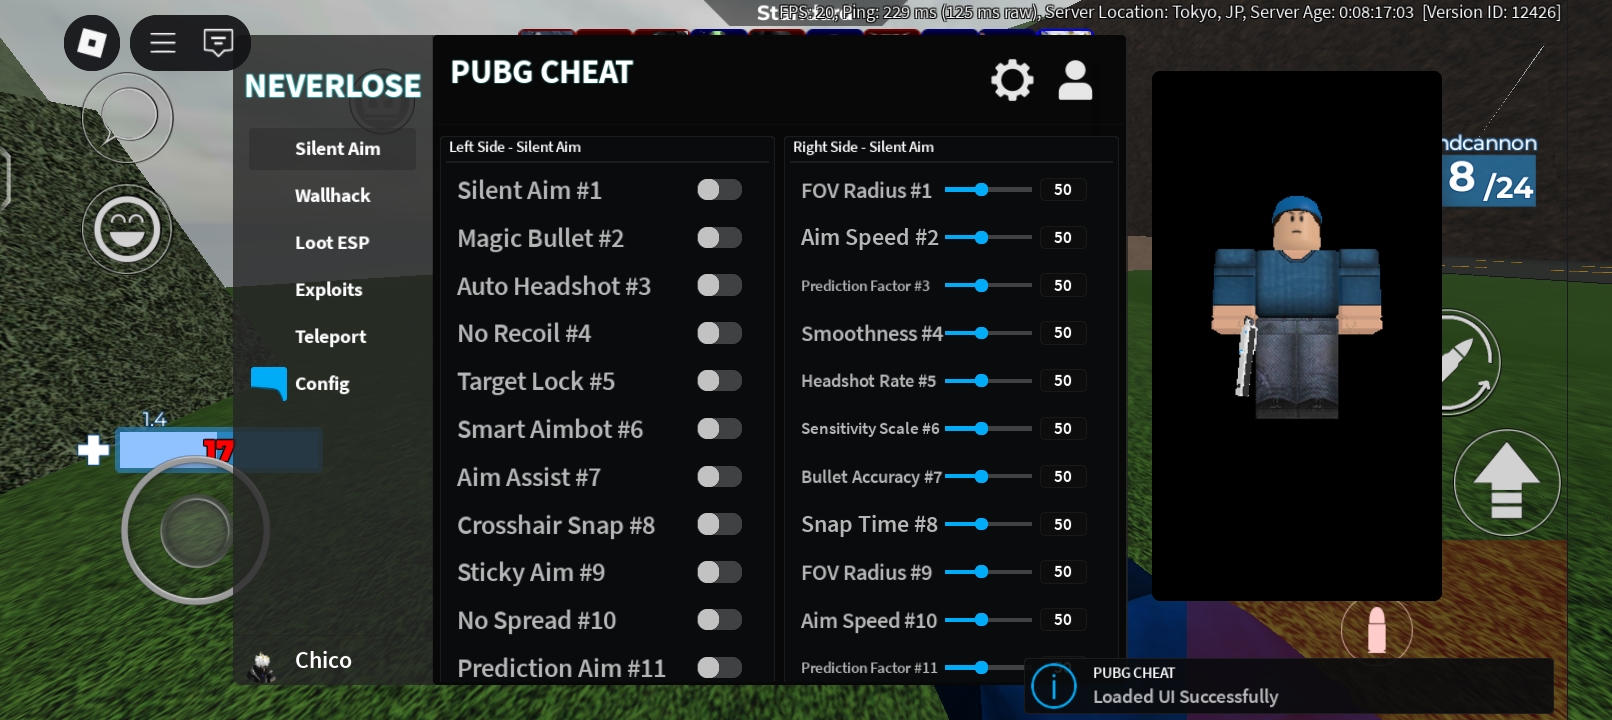 FPS: 20, Ping: 229 ms (125 ms raw), Server Location: Tokyo, JP, Server Age: 0:08:17:03 [Version ID: 12426]
NEVERLOSE
PUBG CHEAT
Silent Aim
Wallhack
Loot ESP
Exploits
Teleport
Config
Chico
Left Side - Silent Aim
Silent Aim #1
Magic Bullet #2
Auto Headshot #3
No Recoil #4
Target Lock #5
Smart Aimbot #6
Aim Assist #7
Crosshair Snap #8
Sticky Aim #9
No Spread #10
Prediction Aim #11
Right Side - Silent Aim
FOV Radius #1 50
Aim Speed #2 50
Prediction Factor #3 50
Smoothness #4 50
Headshot Rate #5 50
Sensitivity Scale #6 50
Bullet Accuracy #7 50
Snap Time #8 50
FOV Radius #9 50
Aim Speed #10 50
Prediction Factor #11
ndcannon
8 /24
1.4
17
PUBG CHEAT
Loaded UI Successfully